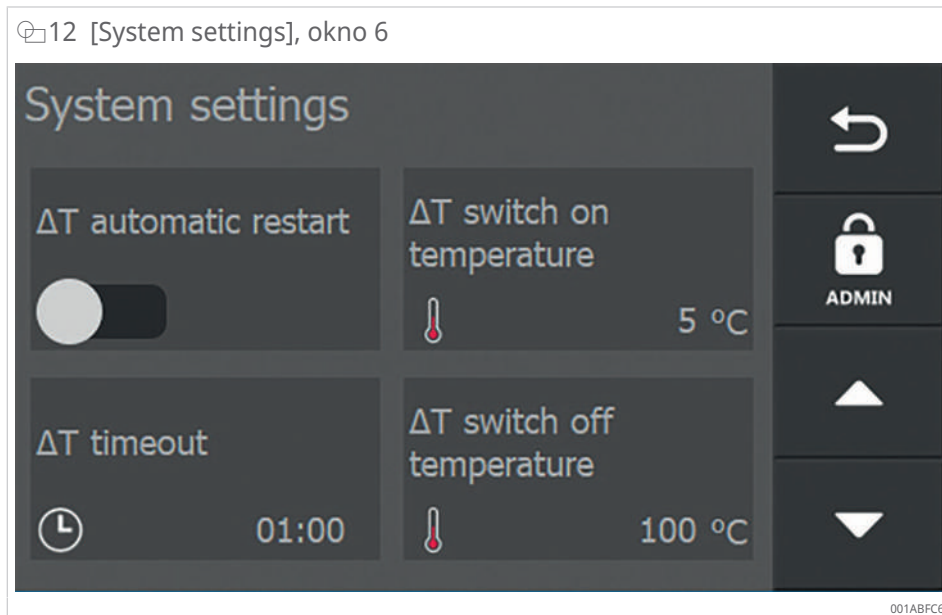 12 [System settings], okno 6
System settings
ΔT automatic restart
ΔT switch on
temperature
5 °C
ADMIN
ΔT timeout
01:00
ΔT switch off
temperature
100 °C
001ABFC6